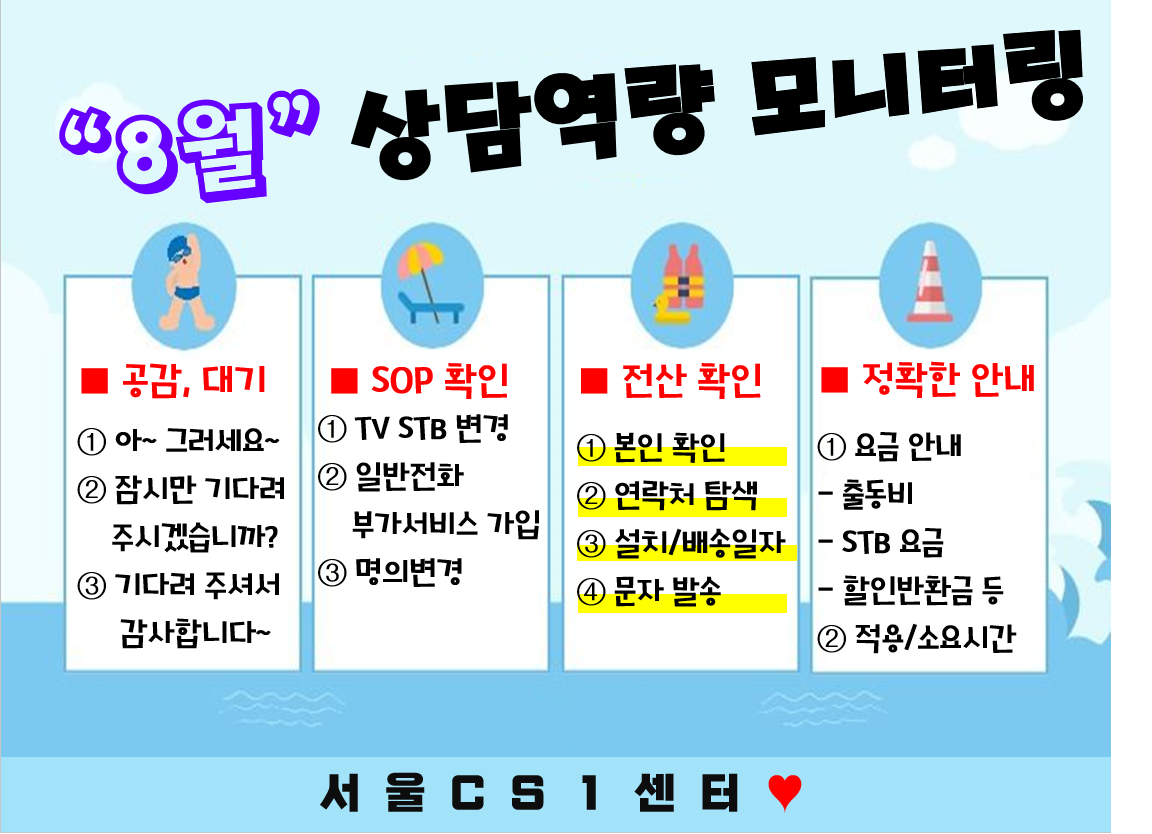 “8월” 상담역량 모니터링
■ 공감, 대기
① 아~ 그러세요~
② 잠시만 기다려
주시겠습니까?
③ 기다려 주셔서
감사합니다~
■ SOP 확인
① TV STB 변경
② 일반전화
부가서비스 가입
③ 명의변경
■ 전산 확인
① 본인 확인
② 연락처 탐색
③ 설치/배송일자
④ 문자 발송
■ 정확한 안내
① 요금 안내
- 출동비
- STB 요금
- 할인반환금 등
② 적용/소요시간
서울CS1센터♥